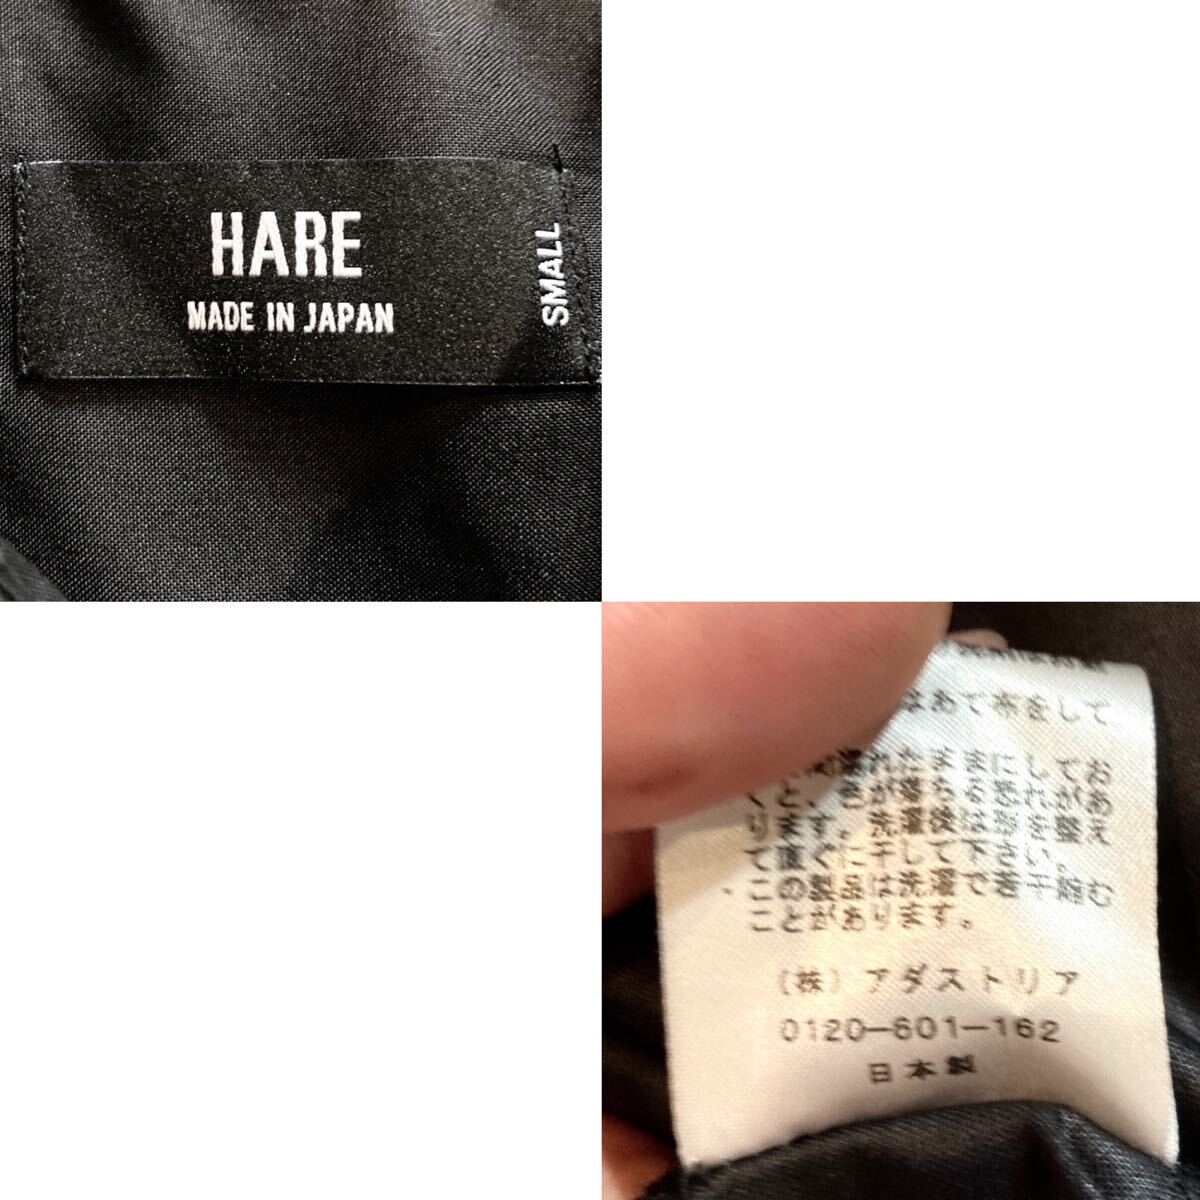 HARE
MADE IN JAPAN
SMALL
はあて布をして
濡れたままにしてお
くと、色が落ちる恐れがあ
ります。洗濯後は形を整え
て直ぐに干して下さい。
この製品は洗濯で若干縮む
ことがあります。
(株)アダストリア
0120-601-162
日本製